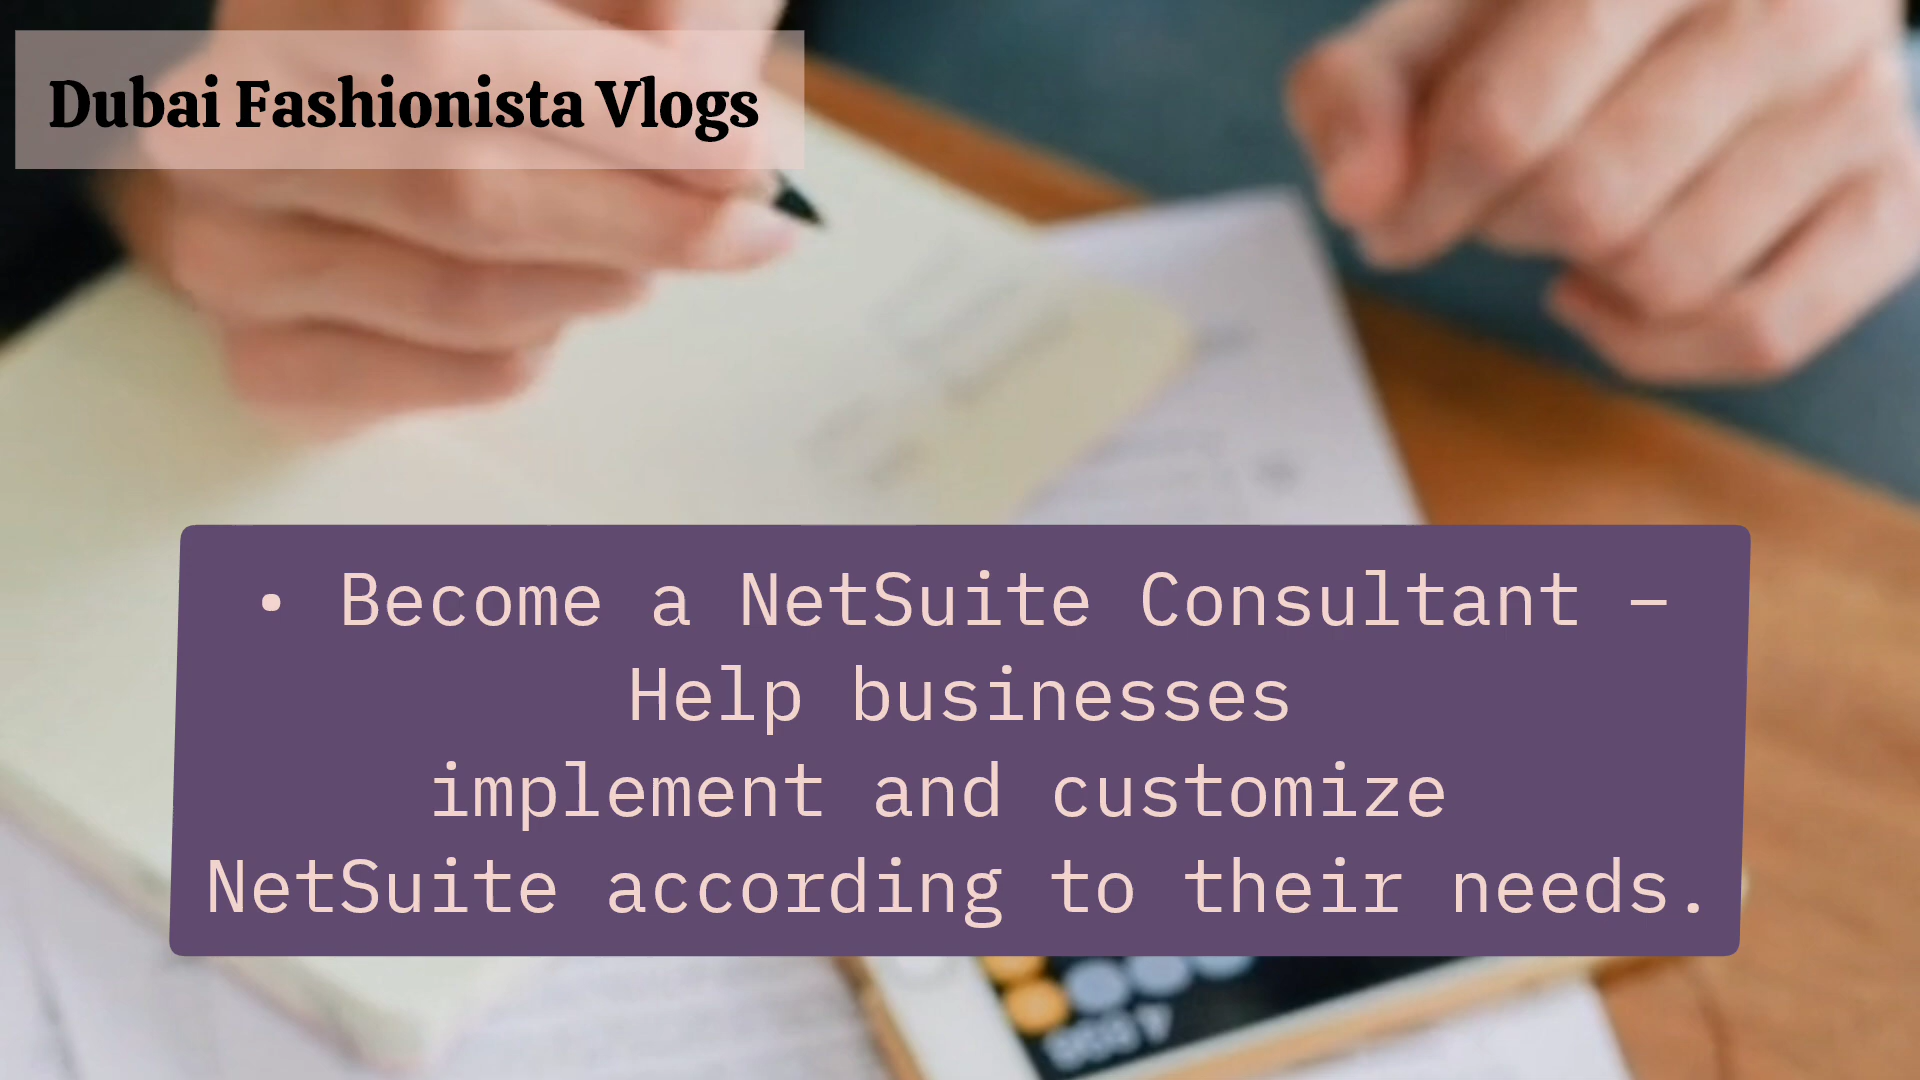 Dubai Fashionista Vlogs
• Become a NetSuite Consultant –
Help businesses
implement and customize
NetSuite according to their needs.